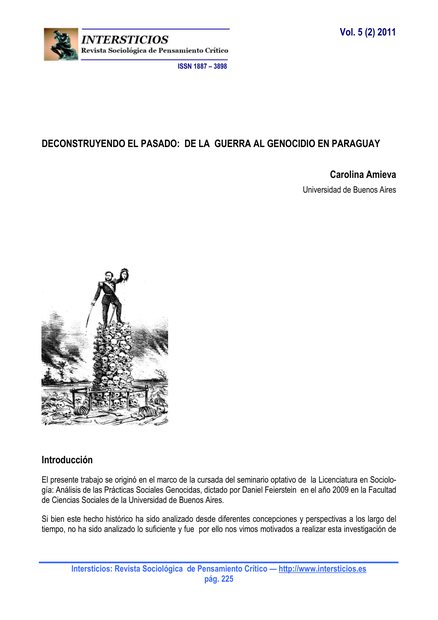 Vol. 5 (2) 2011
INTERSTICIOS
Revista Sociológica de Pensamiento Crítico
ISSN 1887 – 3898
DECONSTRUYENDO EL PASADO: DE LA GUERRA AL GENOCIDIO EN PARAGUAY
Carolina Amieva
Universidad de Buenos Aires
Introducción
El presente trabajo se originó en el marco de la cursada del seminario optativo de la Licenciatura en Sociolo-
gía: Análisis de las Prácticas Sociales Genocidas, dictado por Daniel Feierstein en el año 2009 en la Facultad
de Ciencias Sociales de la Universidad de Buenos Aires.
Si bien este hecho histórico ha sido analizado desde diferentes concepciones y perspectivas a los largo del
tiempo, no ha sido analizado lo suficiente y fue por ello nos vimos motivados a realizar esta investigación de
Intersticios: Revista Sociológica de Pensamiento Crítico — http://www.intersticios.es
pág. 225